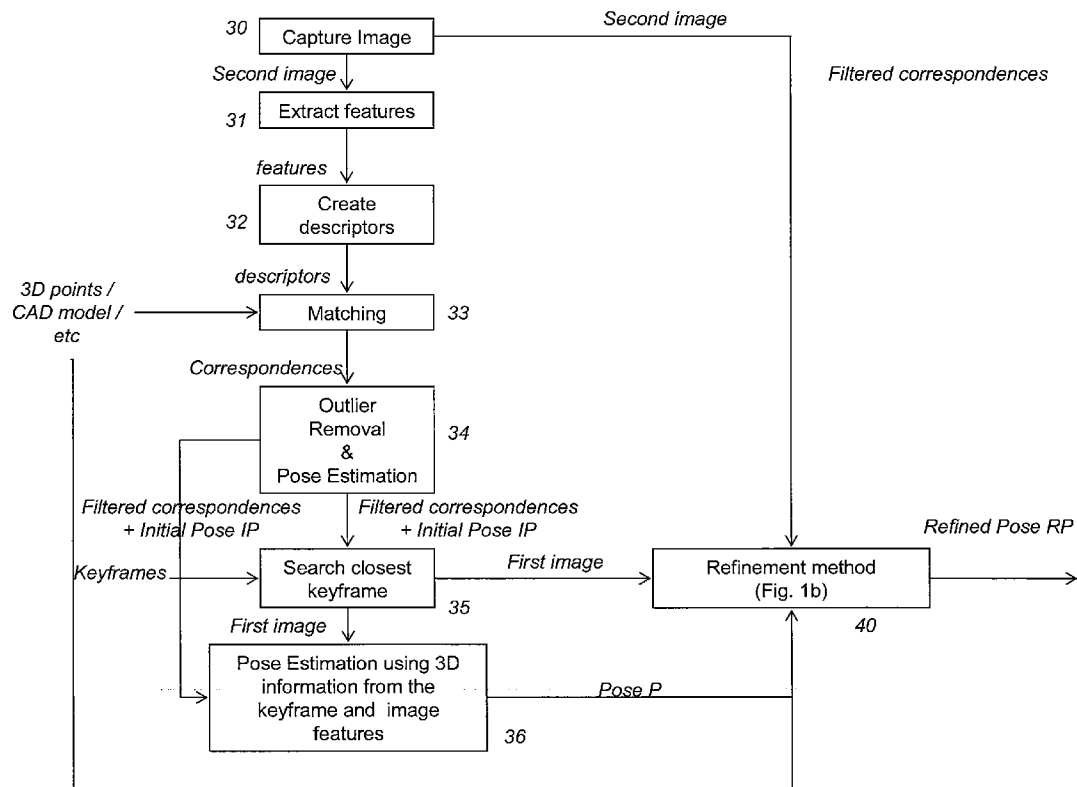 Second image
30
Capture Image
Second image
Filtered correspondences
31
Extract features
features
32
Create
descriptors
descriptors
3D points /
CAD model /
etc
Matching
33
Correspondences
Outlier
Removal
&
Pose Estimation
34
Filtered correspondences
+ Initial Pose IP
Filtered correspondences
+ Initial Pose IP
Keyframes
Search closest
keyframe
35
First image
Refinement method
(Fig. 1b)
40
Refined Pose RP
First image
Pose Estimation using 3D
information from the
keyframe and image
features
36
Pose P